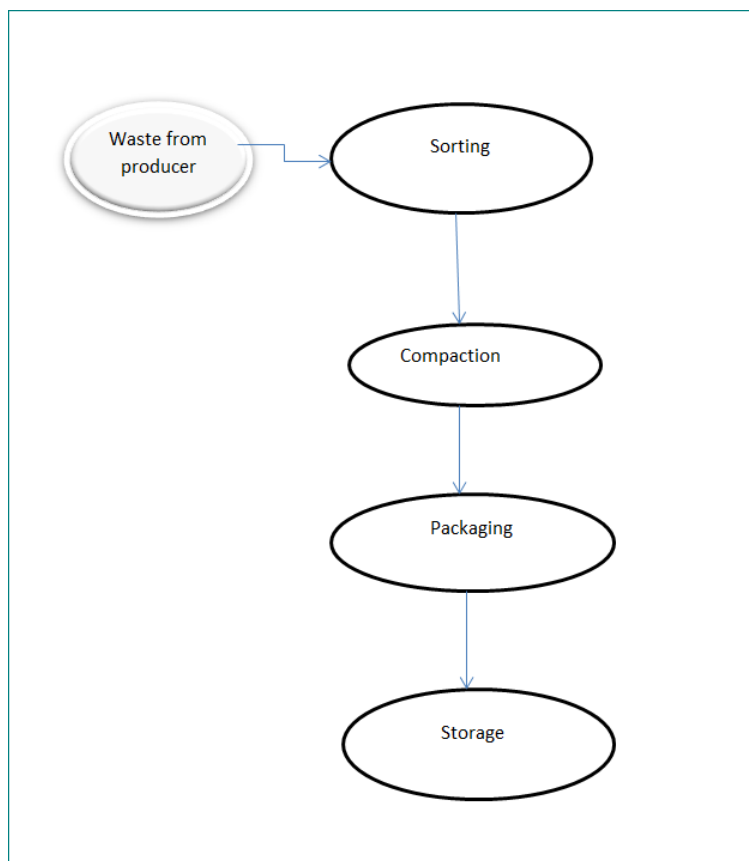 Waste from
producer
Sorting
Compaction
Packaging
Storage